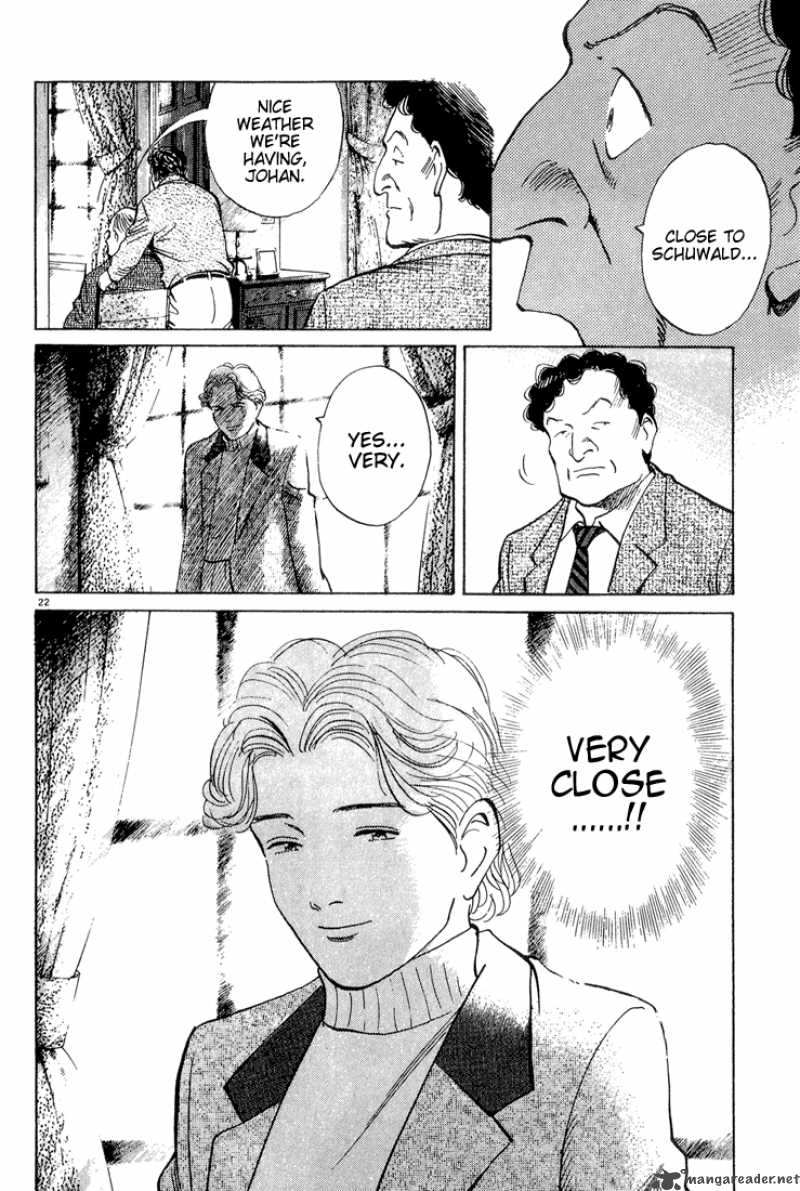 CLOSE TO
SCHUWALD...
NICE
WEATHER
WE'RE
HAVING,
JOHAN.
YES...
VERY.
22
VERY
CLOSE
......!!
mangareader.net